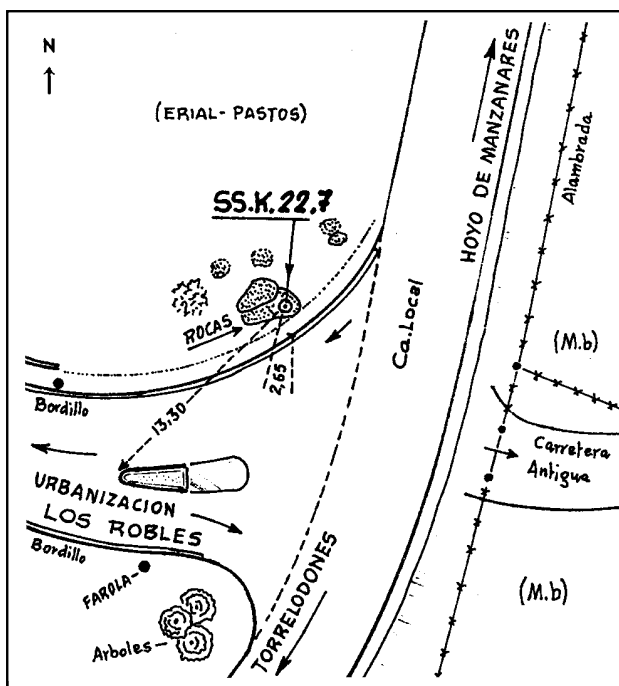 N
(ERIAL-PASTOS)
SS.K.22,7
HOYO DE MANZANARES
Alambrada
ROCAS
Ca.Local
(M.b)
2,65
13,30
Bordillo
Carretera
Antigua
URBANIZACION
LOS ROBLES
Bordillo
FAROLA
TORRELODONES
(M.b)
Arboles